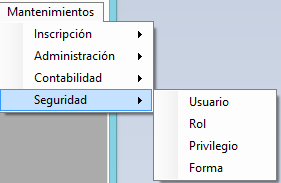 Mantenimientos
Inscripción
Administración
Contabilidad
Seguridad
Usuario
Rol
Privilegio
Forma